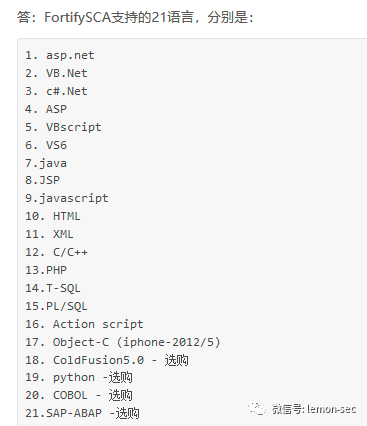 答：FortifySCA支持的21语言，分别是：
1. asp.net
2. VB.Net
3. c#.Net
4. ASP
5. VBscript
6. VS6
7.java
8.JSP
9.javascript
10. HTML
11. XML
12. C/C++
13.PHP
14.T-SQL
15.PL/SQL
16. Action script
17. Object-C (iphone-2012/5)
18. ColdFusion5.0 - 选购
19. python -选购
20. COBOL - 选购
21.SAP-ABAP -选购
微信号: lemon-sec